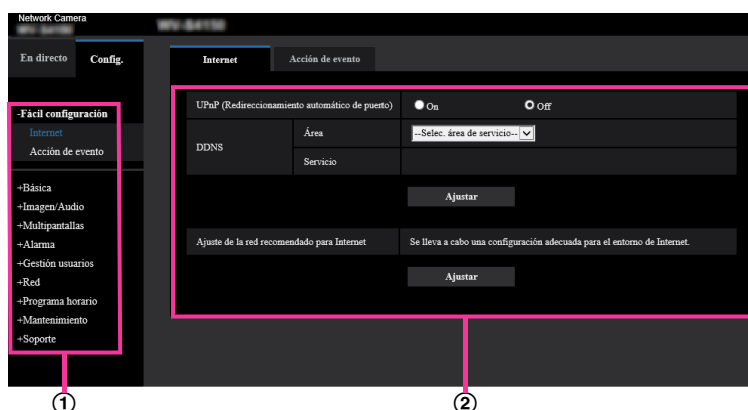 Network Camera
En directo Config.
Internet Acción de evento
-Fácil configuración
Internet
Acción de evento
+Básica
+Imagen/Audio
+Multipantallas
+Alarma
+Gestión usuarios
+Red
+Programa horario
+Mantenimiento
+Soporte
UPnP (Redireccionamiento automático de puerto) On Off
DDNS
Área --Selec. área de servicio--
Servicio
Ajustar
Ajuste de la red recomendado para Internet Se lleva a cabo una configuración adecuada para el entorno de Internet.
Ajustar
① ②